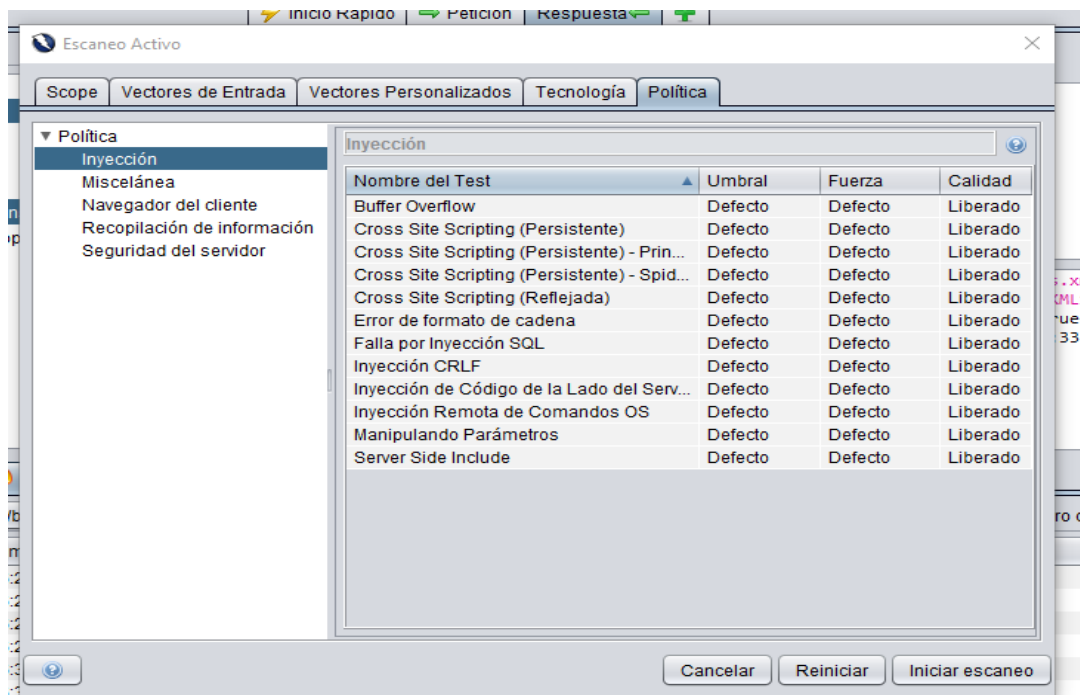 Inicio Rápido Petición Respuesta
Escaneo Activo
Scope Vectores de Entrada Vectores Personalizados Tecnología Política
Política
Inyección
Miscelánea
Navegador del cliente
Recopilación de información
Seguridad del servidor
Inyección
Nombre del Test Umbral Fuerza Calidad
Buffer Overflow Defecto Defecto Liberado
Cross Site Scripting (Persistente) Defecto Defecto Liberado
Cross Site Scripting (Persistente) - Prin... Defecto Defecto Liberado
Cross Site Scripting (Persistente) - Spid... Defecto Defecto Liberado
Cross Site Scripting (Reflejada) Defecto Defecto Liberado
Error de formato de cadena Defecto Defecto Liberado
Falla por Inyección SQL Defecto Defecto Liberado
Inyección CRLF Defecto Defecto Liberado
Inyección de Código de la Lado del Serv... Defecto Defecto Liberado
Inyección Remota de Comandos OS Defecto Defecto Liberado
Manipulando Parámetros Defecto Defecto Liberado
Server Side Include Defecto Defecto Liberado
Cancelar Reiniciar Iniciar escaneo